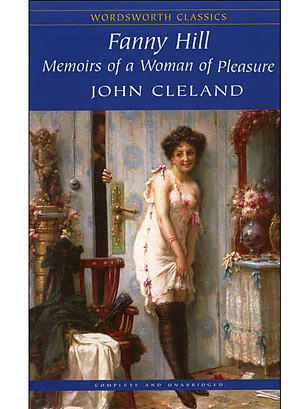 WORDSWORTH CLASSICS
Fanny Hill
Memoirs of a Woman of Pleasure
JOHN CLELAND
COMPLETE AND UNABRIDGED